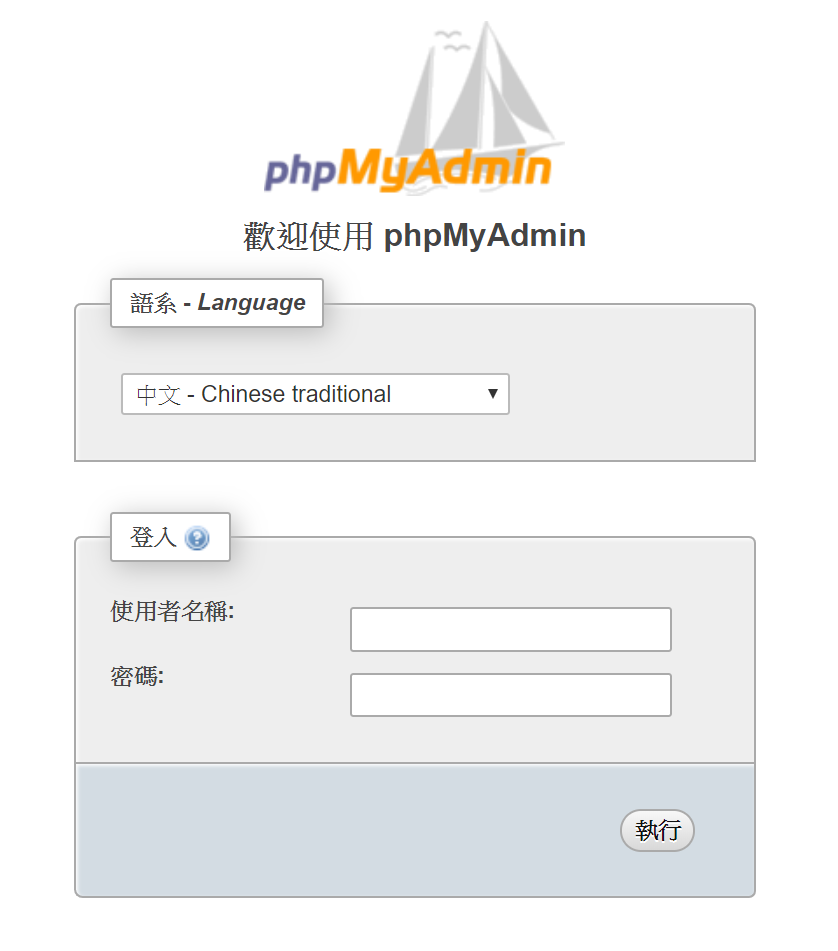 phpMyAdmin
歡迎使用 phpMyAdmin
語系 - Language
中文 - Chinese traditional
登入
使用者名稱:
密碼:
執行